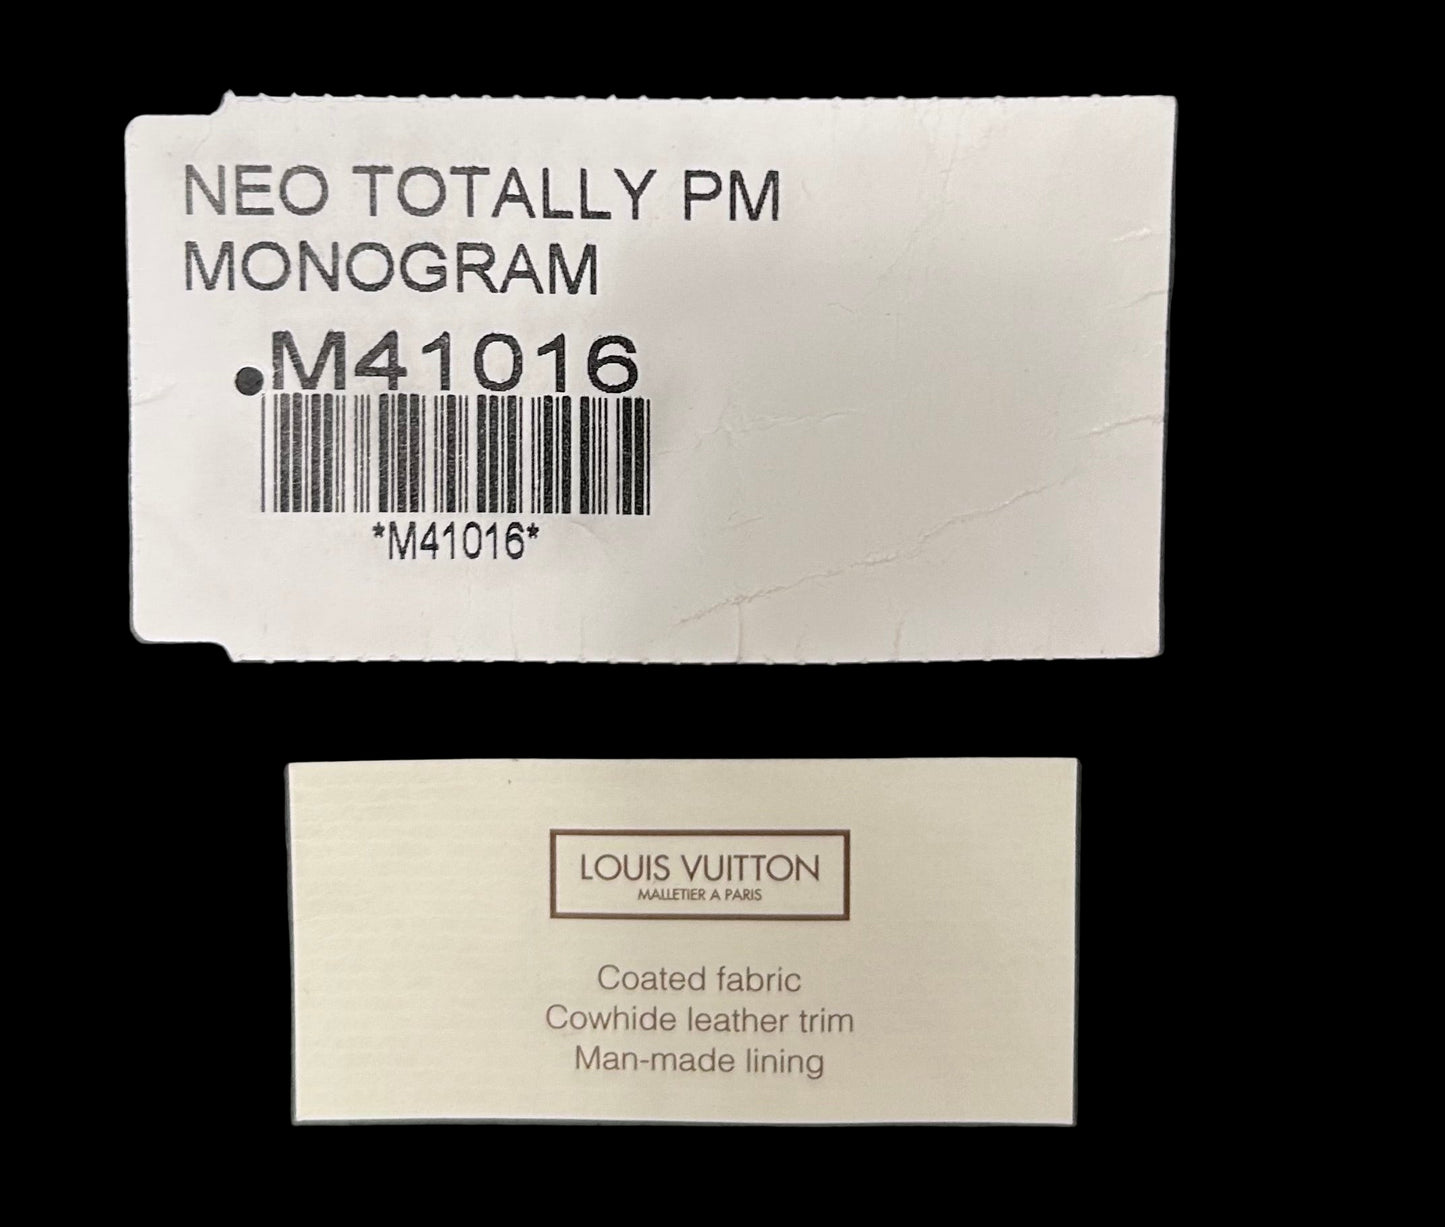 NEO TOTALLY PM
MONOGRAM
.M41016
*M41016*
LOUIS VUITTON
MALLETIER A PARIS
Coated fabric
Cowhide leather trim
Man-made lining